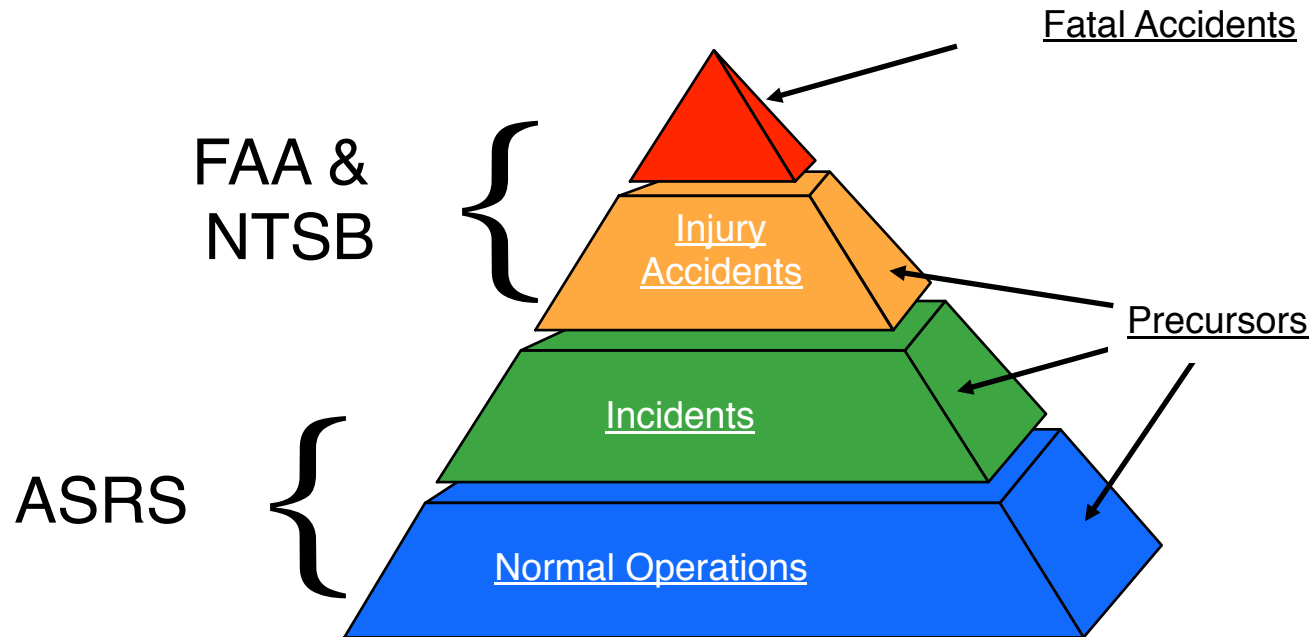 Fatal Accidents
FAA &
NTSB
Injury
Accidents
Precursors
Incidents
ASRS
Normal Operations